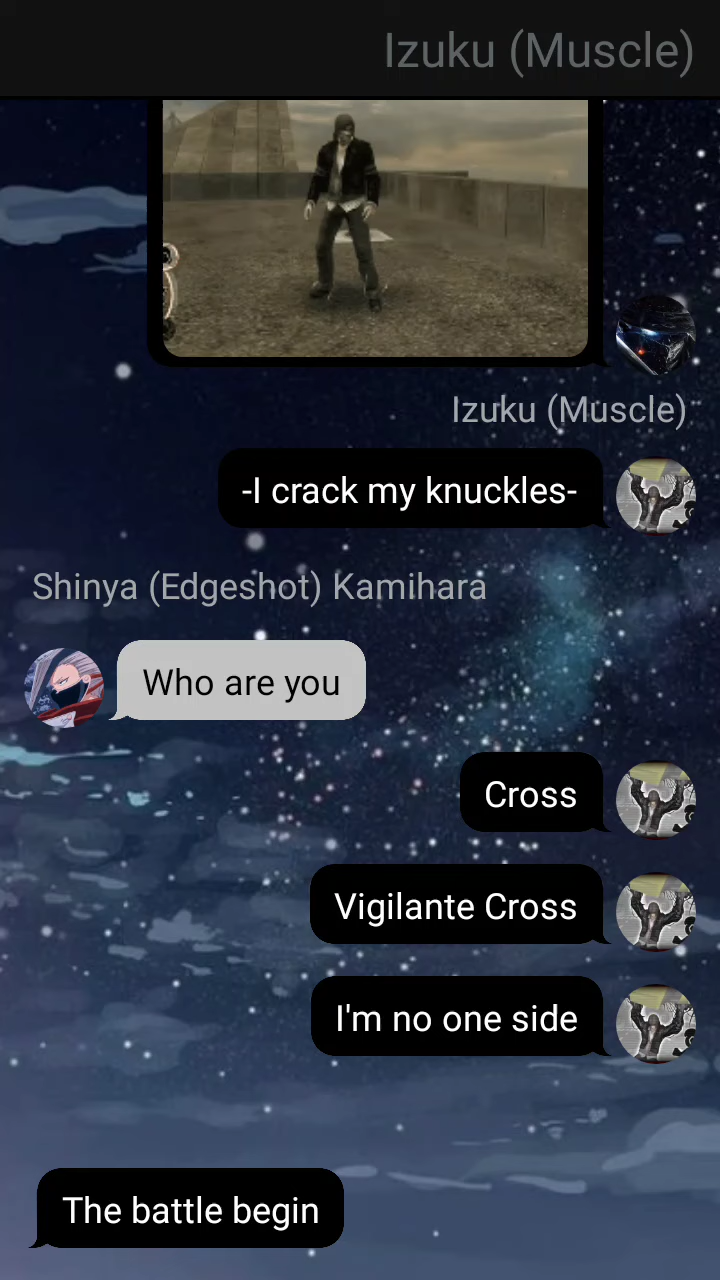 Izuku (Muscle)
Izuku (Muscle)
-I crack my knuckles-
Shinya (Edgeshot) Kamihara
Who are you
Cross
Vigilante Cross
I'm no one side
The battle begin